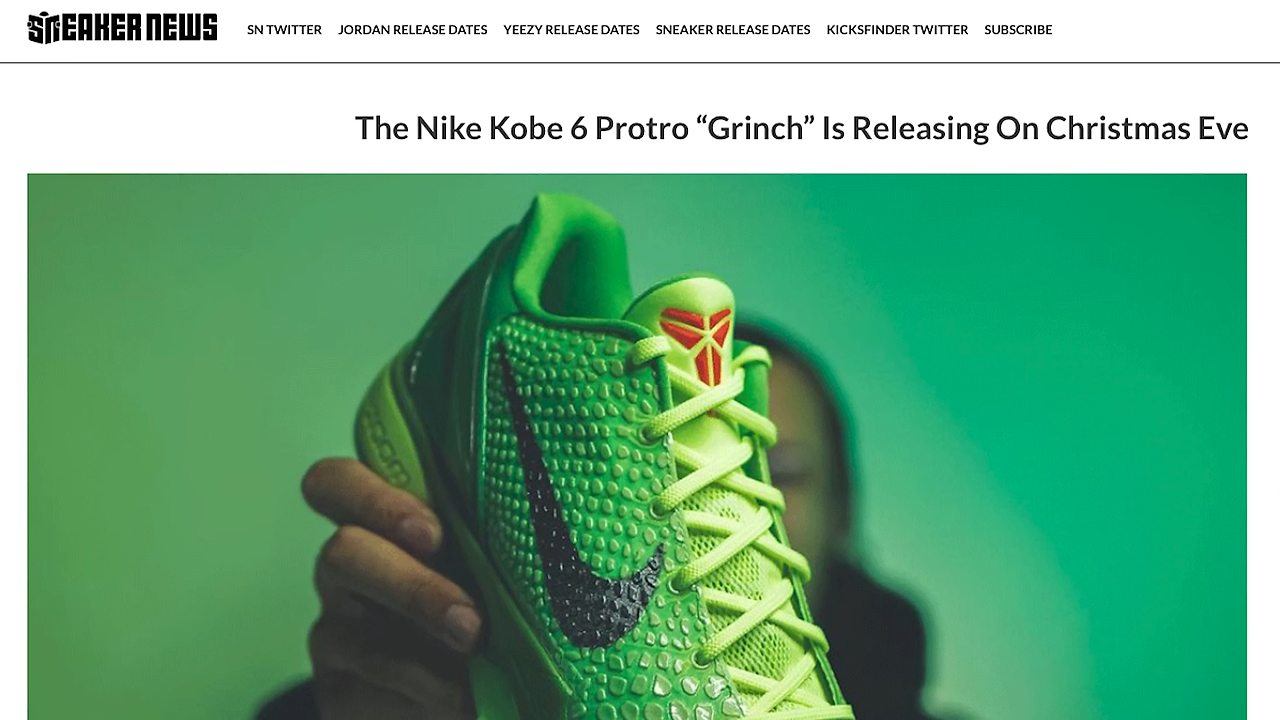 SNEAKER NEWS
SN TWITTER JORDAN RELEASE DATES YEEZY RELEASE DATES SNEAKER RELEASE DATES KICKSFINDER TWITTER SUBSCRIBE
The Nike Kobe 6 Protro “Grinch” Is Releasing On Christmas Eve
zoom